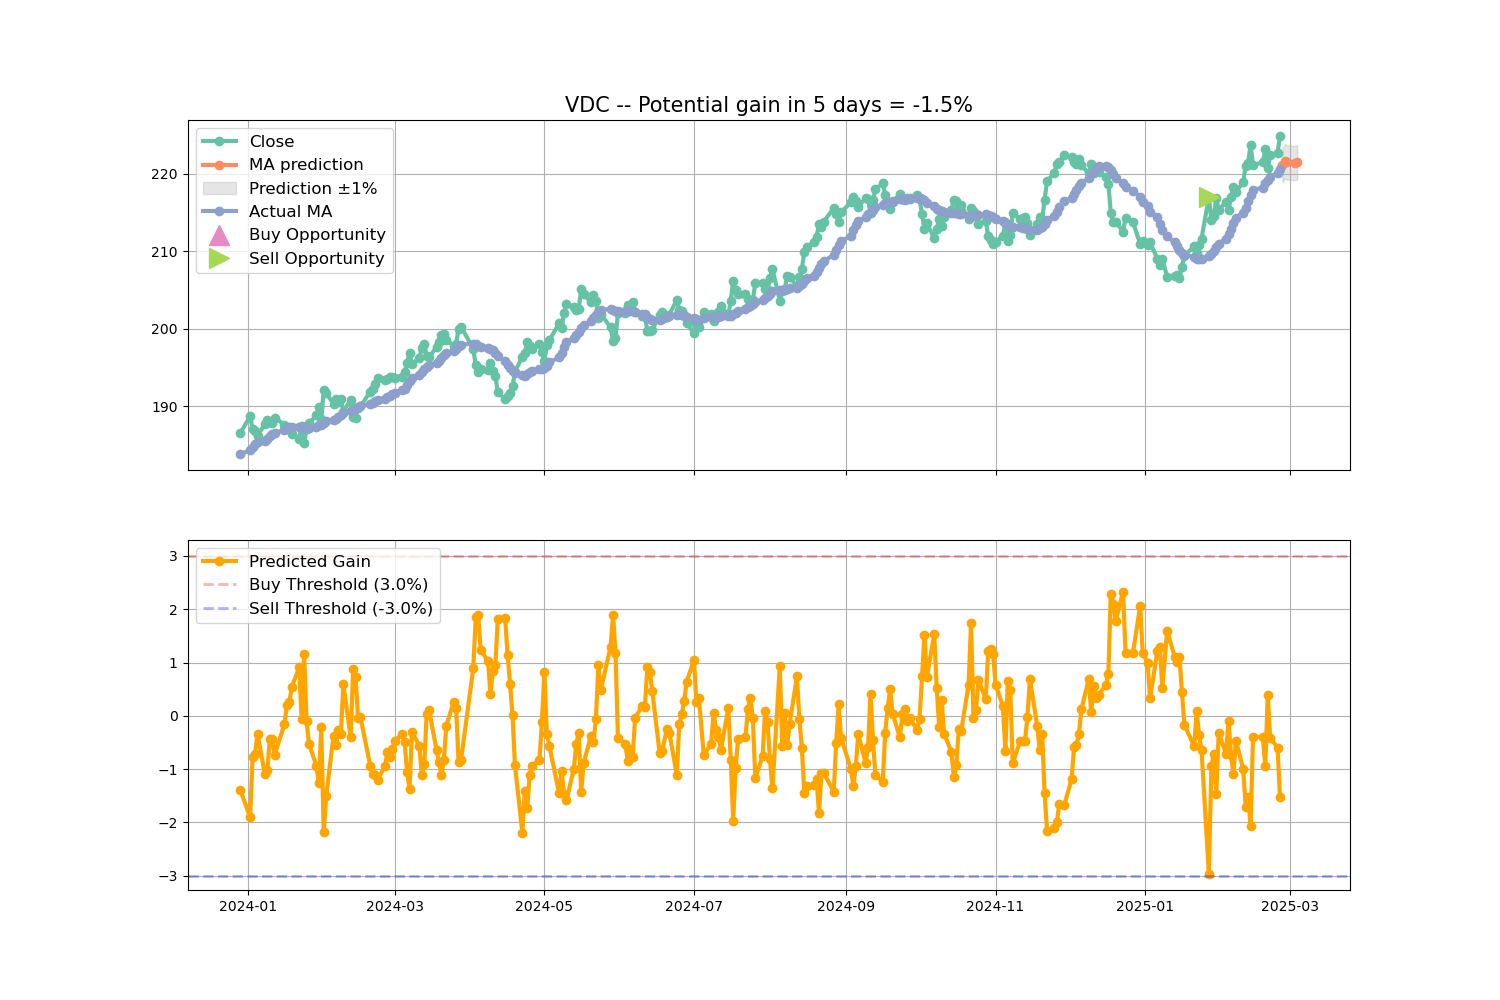 VDC -- Potential gain in 5 days = -1.5%
Close
MA prediction
Prediction ±1%
Actual MA
Buy Opportunity
Sell Opportunity
220
210
200
190
Predicted Gain
Buy Threshold (3.0%)
Sell Threshold (-3.0%)
3
2
1
0
−1
−2
−3
2024-01 2024-03 2024-05 2024-07 2024-09 2024-11 2025-01 2025-03